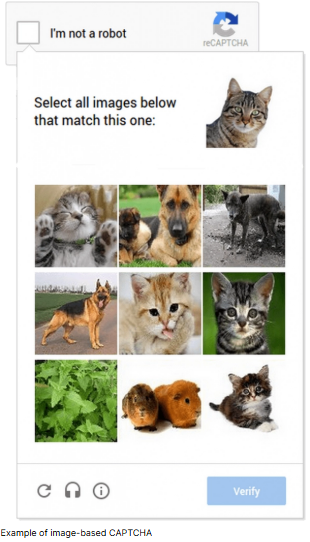 I'm not a robot
reCAPTCHA
Select all images below
that match this one:
Verify
Example of image-based CAPTCHA